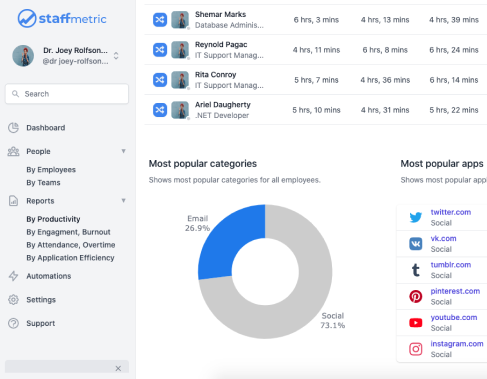 staffmetric
Dr. Joey Rolfson...
@dr joey-rolfson...
Search
Dashboard
People
By Employees
By Teams
Reports
By Productivity
By Engagment, Burnout
By Attendance, Overtime
By Application Efficiency
Automations
Settings
Support
Shemar Marks
Database Adminis...
6 hrs, 3 mins
4 hrs, 13 mins
4 hrs, 39 mins
Reynold Pagac
IT Support Manag...
4 hrs, 11 mins
6 hrs, 8 mins
6 hrs, 24 mins
Rita Conroy
IT Support Manag...
5 hrs, 7 mins
4 hrs, 36 mins
6 hrs, 14 mins
Ariel Daugherty
.NET Developer
5 hrs, 10 mins
4 hrs, 31 mins
5 hrs, 22 mins
Most popular categories
Shows most popular categories for all employees.
Email
26.9%
Social
73.1%
Most popular apps
Shows most popular appl
twitter.com
Social
vk.com
Social
tumblr.com
Social
pinterest.com
Social
youtube.com
Social
instagram.com
Social